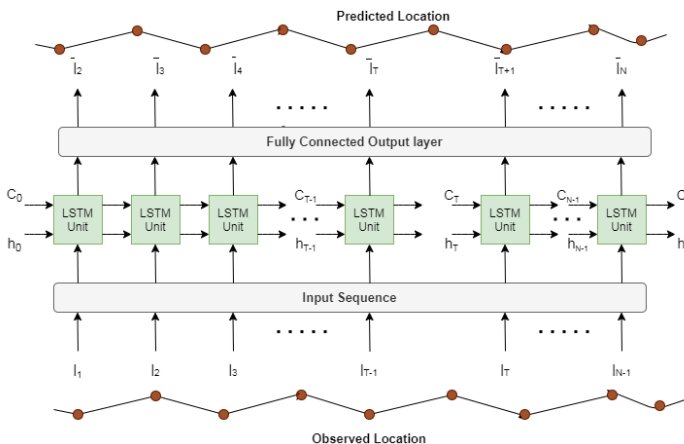 Predicted Location
l̄2 l̄3 l̄4 l̄T l̄T+1 l̄N
Fully Connected Output layer
C0 CT-1 CT CN-1 C
LSTM Unit LSTM Unit LSTM Unit LSTM Unit LSTM Unit LSTM Unit
h0 hT-1 hT hN-1 h
Input Sequence
l1 l2 l3 lT-1 lT lN-1
Observed Location